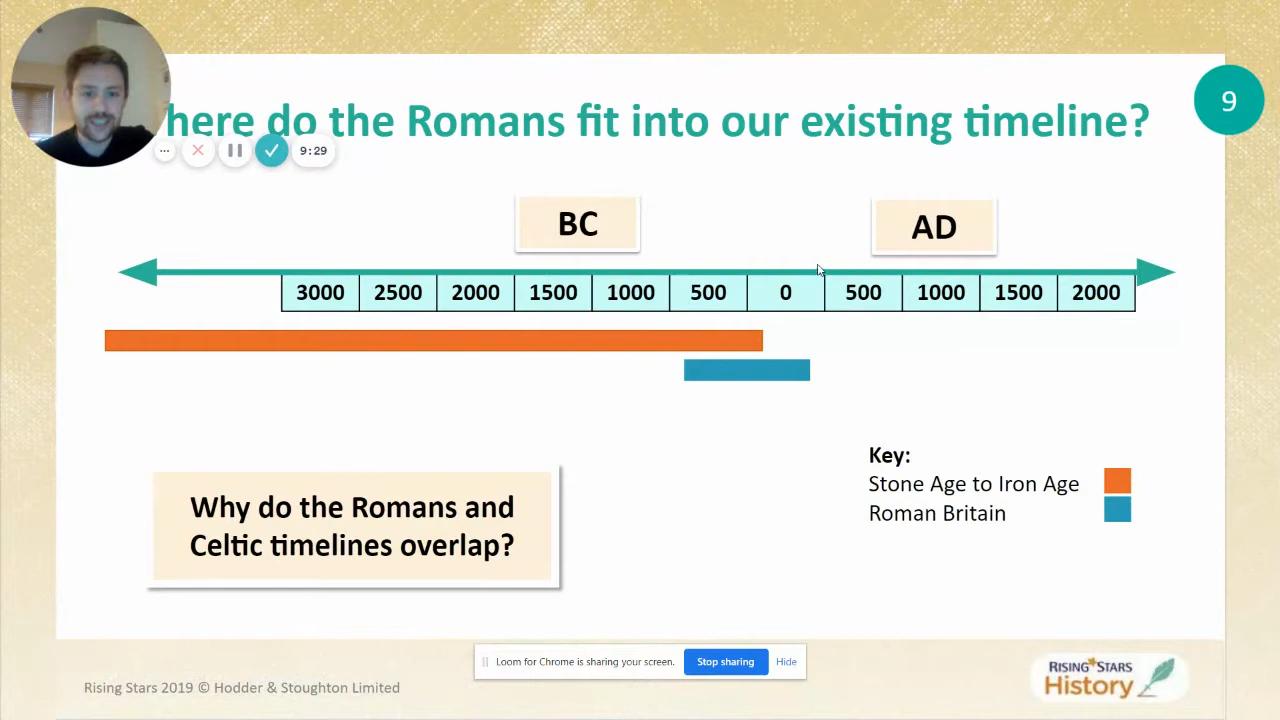 here do the Romans fit into our existing timeline?
9
9:29
BC
AD
3000 2500 2000 1500 1000 500 0 500 1000 1500 2000
Key:
Stone Age to Iron Age
Roman Britain
Why do the Romans and
Celtic timelines overlap?
Loom for Chrome is sharing your screen. Stop sharing Hide
Rising Stars 2019 © Hodder & Stoughton Limited
RISING STARS
History